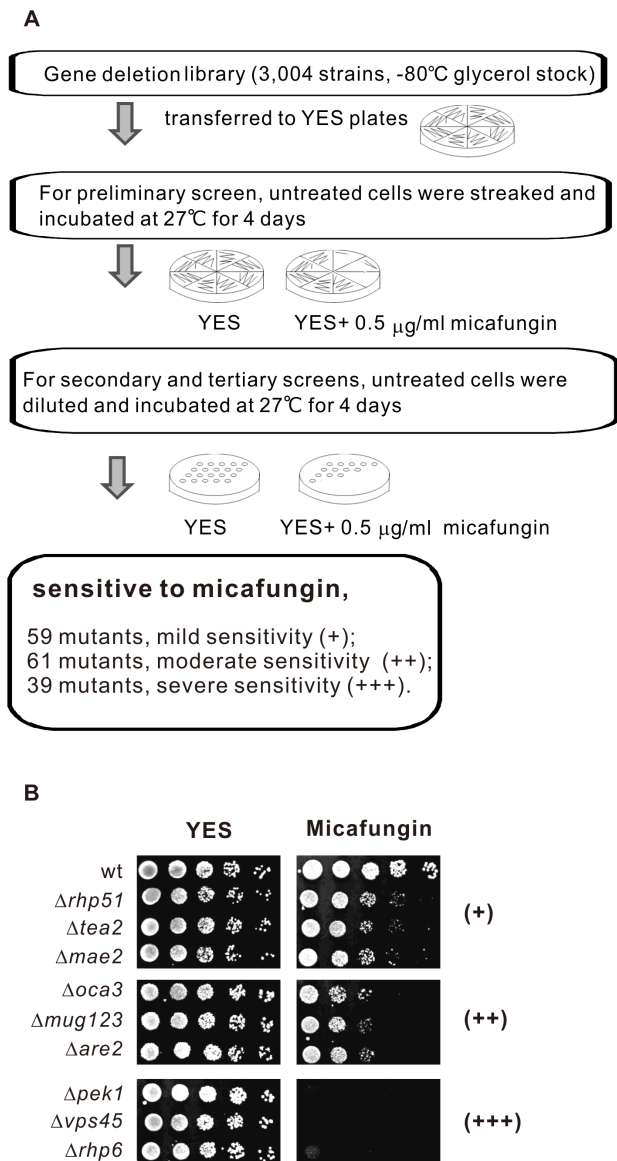 A
Gene deletion library (3,004 strains, -80℃ glycerol stock)
transferred to YES plates
For preliminary screen, untreated cells were streaked and
incubated at 27℃ for 4 days
YES YES+ 0.5 μg/ml micafungin
For secondary and tertiary screens, untreated cells were
diluted and incubated at 27℃ for 4 days
YES YES+ 0.5 μg/ml micafungin
sensitive to micafungin,
59 mutants, mild sensitivity (+);
61 mutants, moderate sensitivity (++);
39 mutants, severe sensitivity (+++).
B
YES Micafungin
wt
Δrhp51
(+)
Δtea2
Δmae2
Δoca3
Δmug123 (++)
Δare2
Δpek1
Δvps45 (+++)
Δrhp6